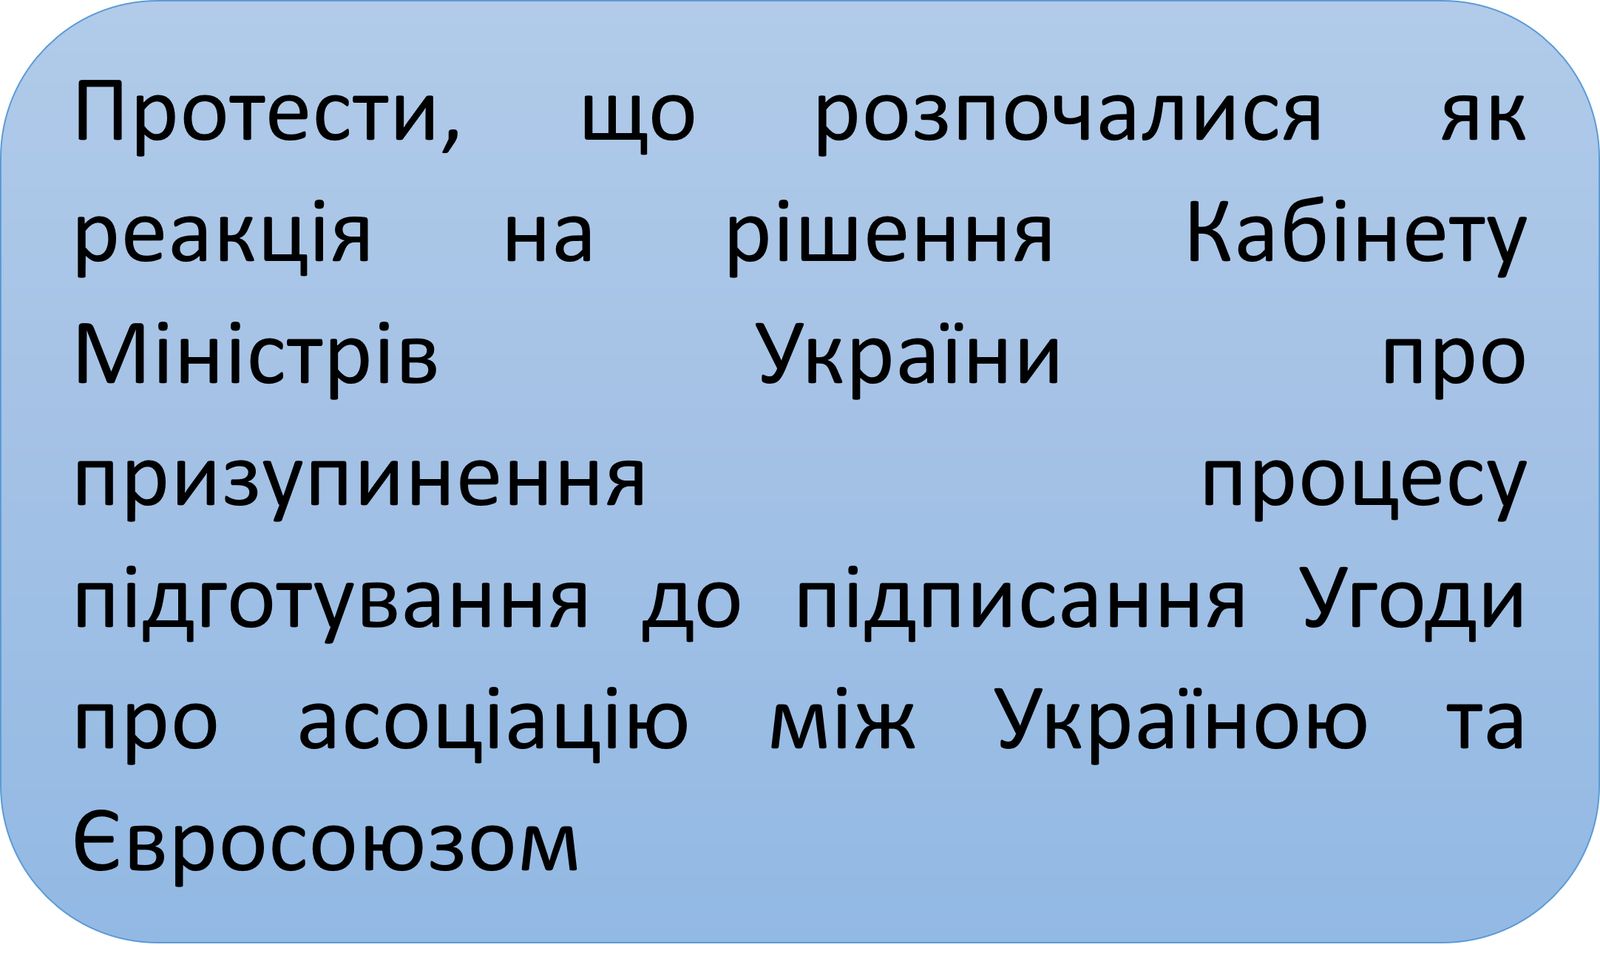 Протести, що розпочалися як
реакція на рішення Кабінету
Міністрів України про
призупинення процесу
підготування до підписання Угоди
про асоціацію між Україною та
Євросоюзом